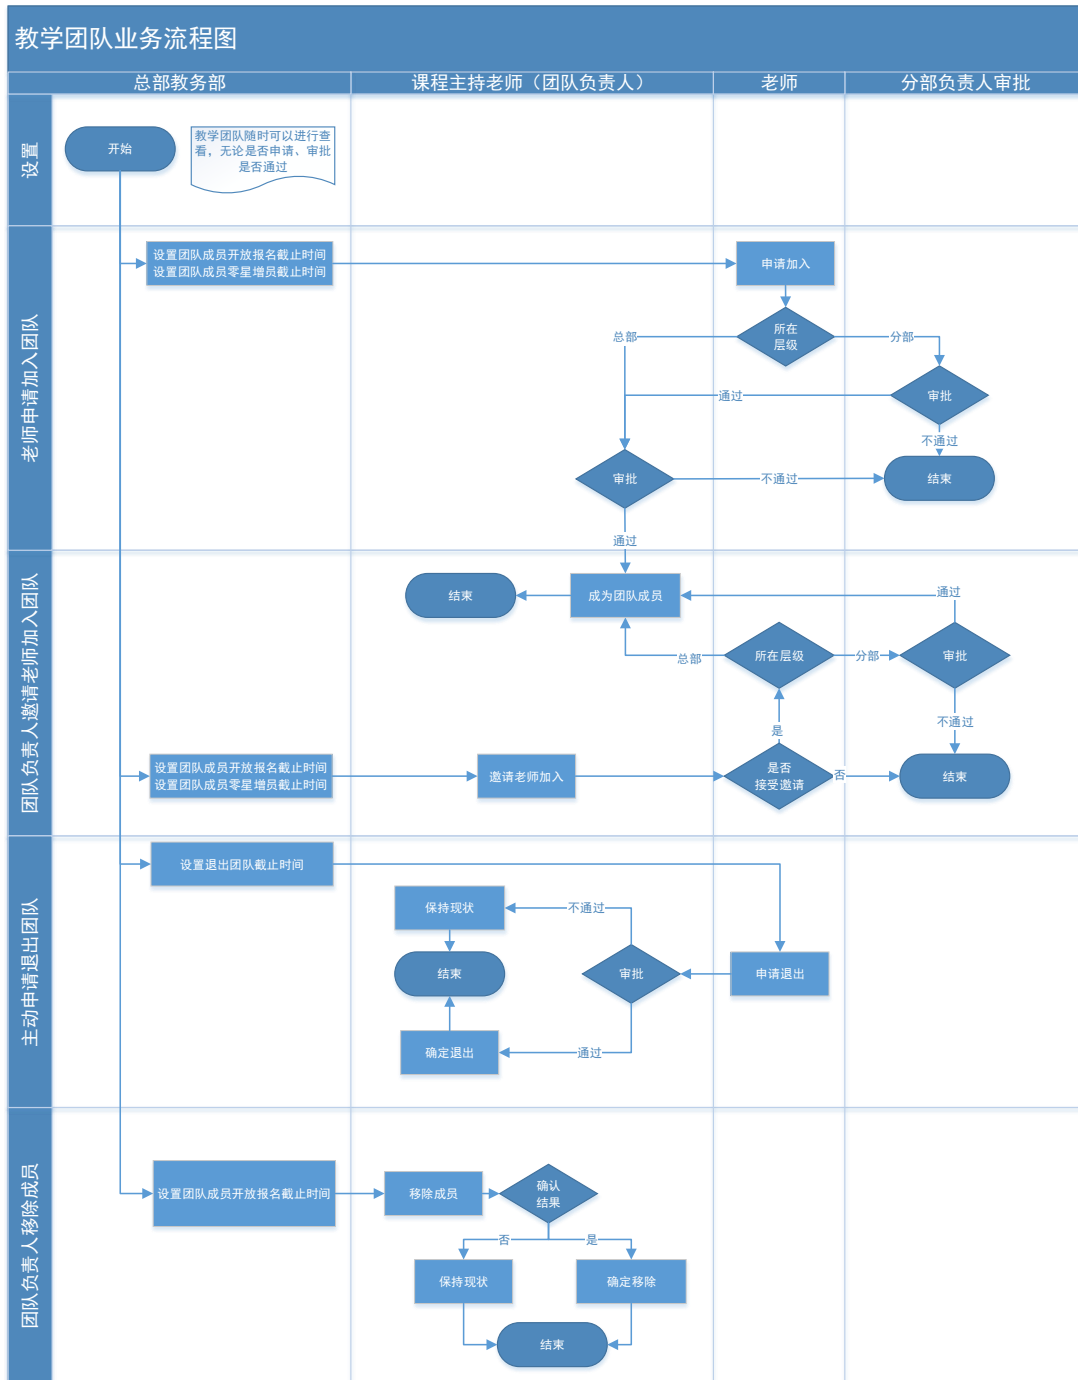 教学团队业务流程图
总部教务部
课程主持老师（团队负责人）
老师
分部负责人审批
设置
开始
教学团队随时可以进行查
看，无论是否申请、审批
是否通过
老师申请加入团队
设置团队成员开放报名截止时间
设置团队成员零星增员截止时间
申请加入
所在
层级
总部
分部
审批
通过
不通过
审批
不通过
结束
通过
团队负责人邀请老师加入团队
结束
成为团队成员
通过
总部
所在层级
分部
审批
是
不通过
设置团队成员开放报名截止时间
设置团队成员零星增员截止时间
邀请老师加入
是否
接受邀请
否
结束
主动申请退出团队
设置退出团队截止时间
保持现状
不通过
结束
审批
申请退出
确定退出
通过
团队负责人移除成员
设置团队成员开放报名截止时间
移除成员
确认
结果
否
是
保持现状
确定移除
结束